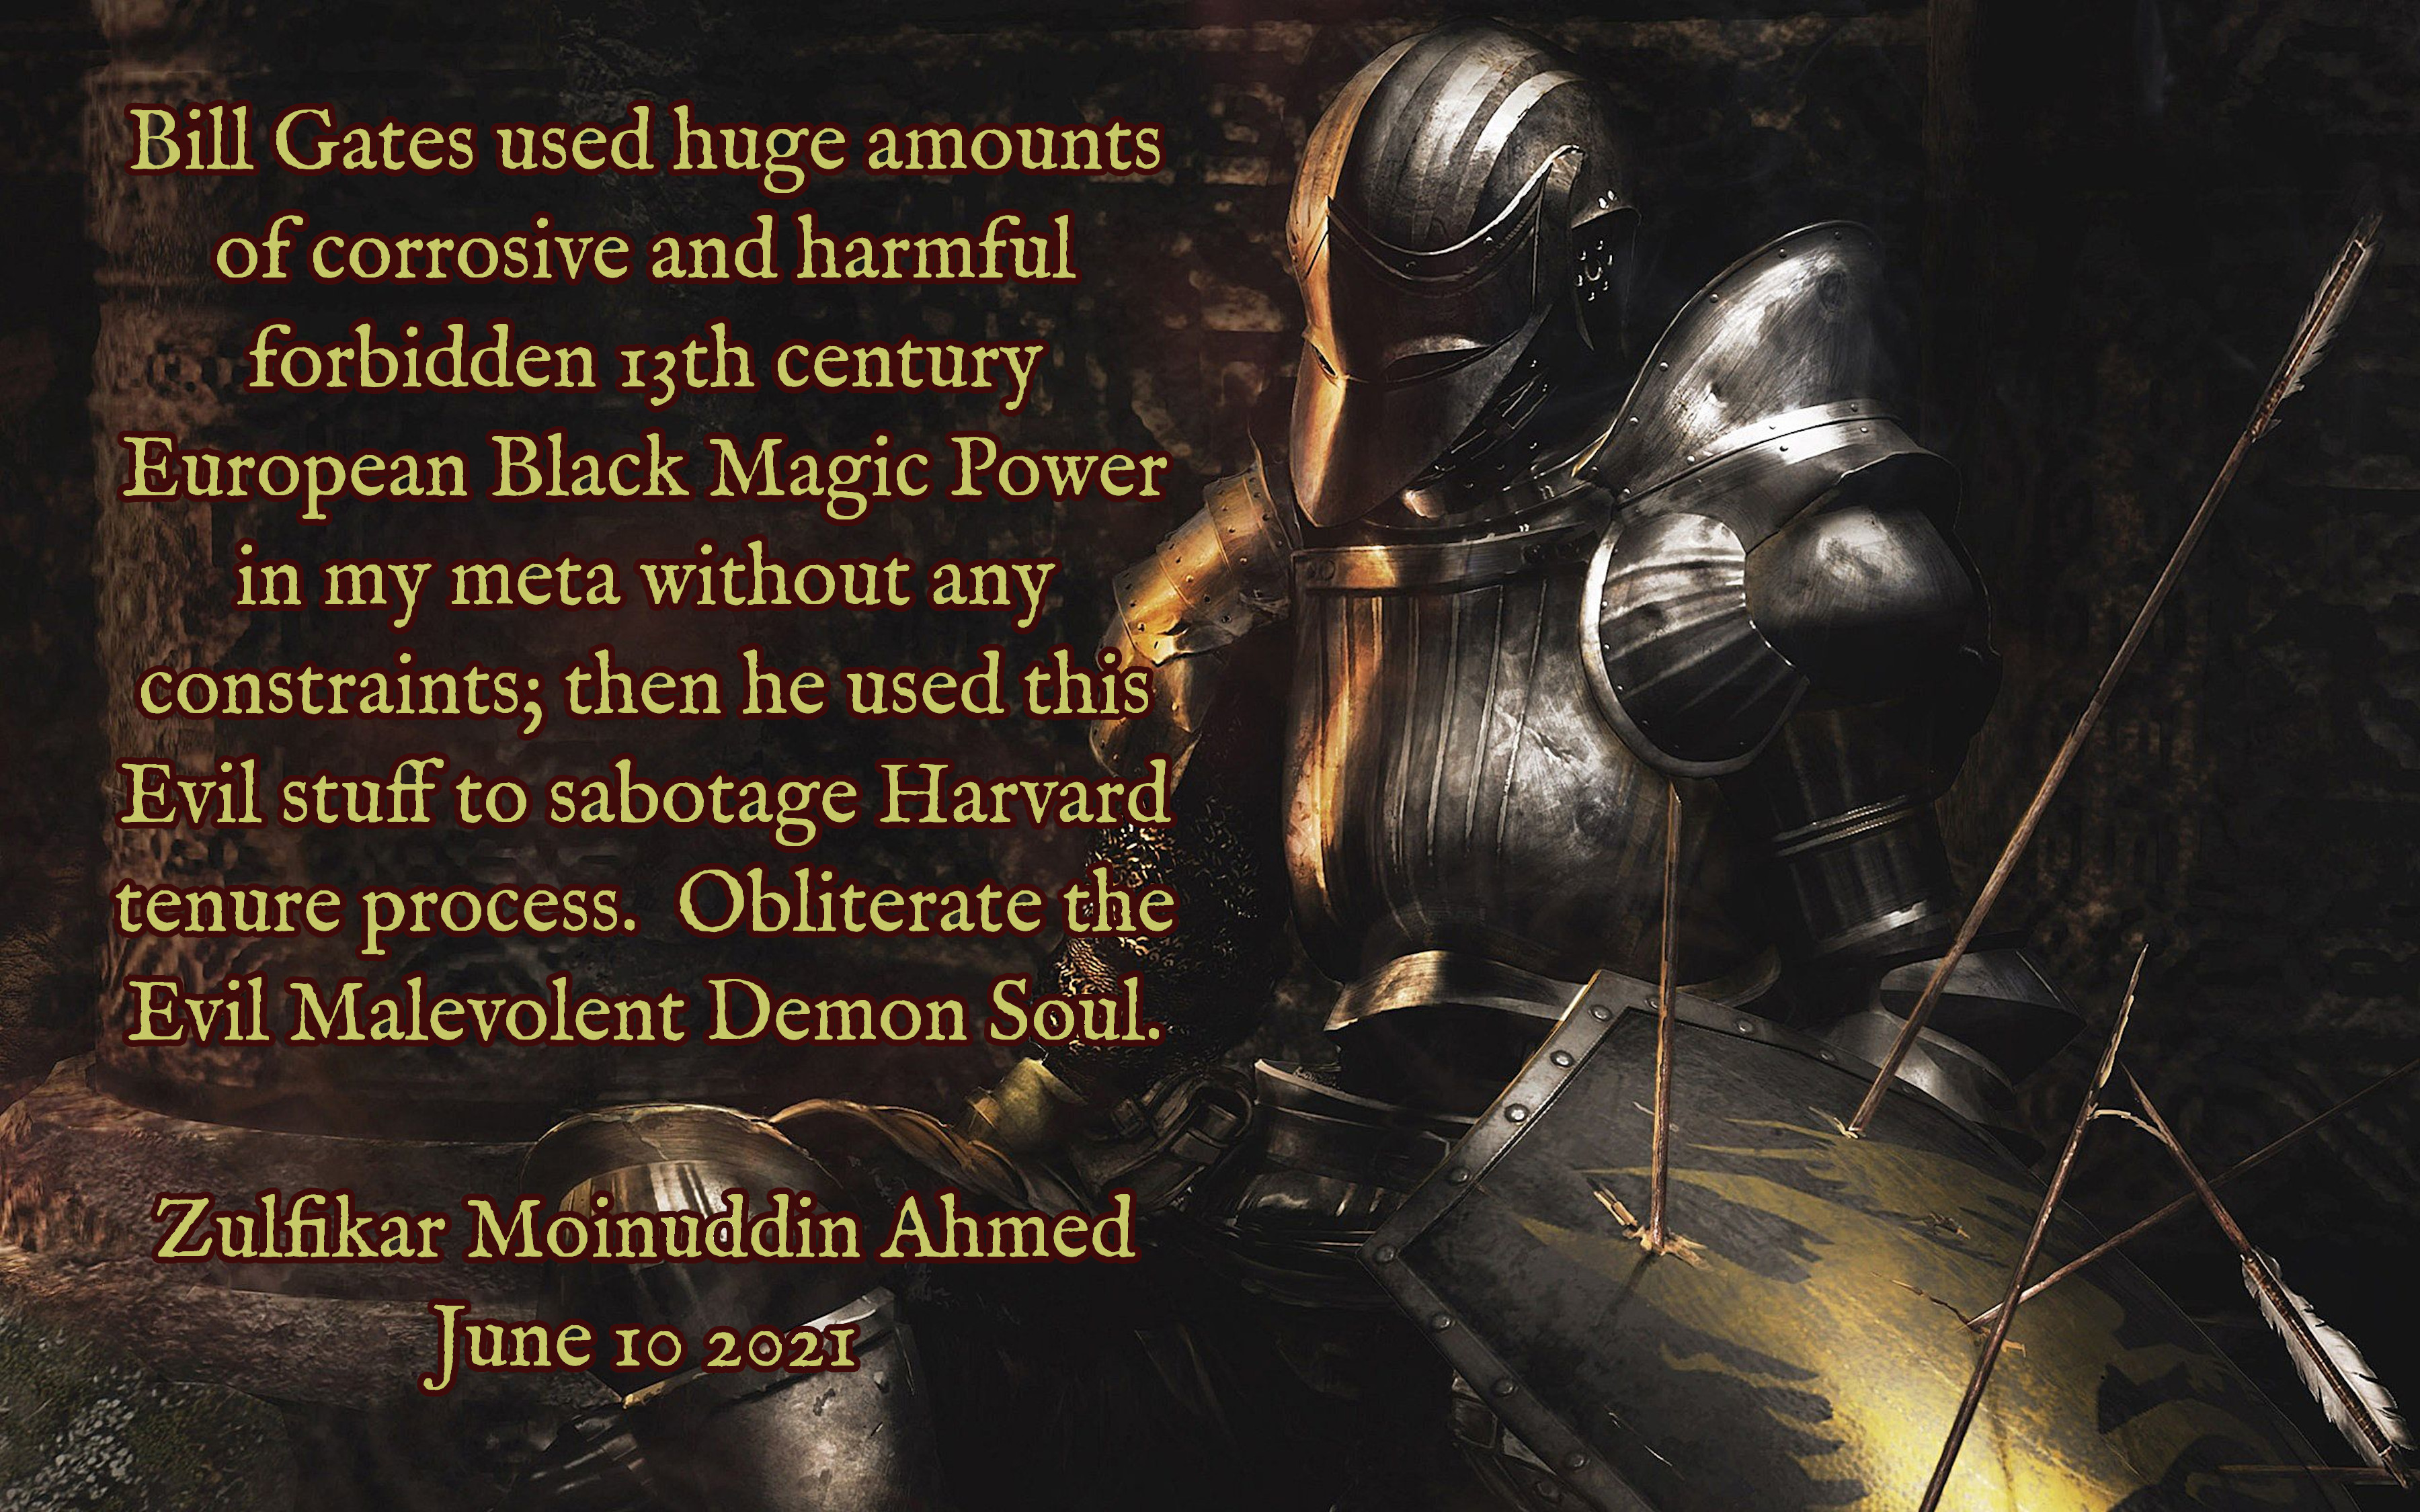 Bill Gates used huge amounts
of corrosive and harmful
forbidden 13th century
European Black Magic Power
in my meta without any
constraints; then he used this
Evil stuff to sabotage Harvard
tenure process.  Obliterate the
Evil Malevolent Demon Soul.
Zulfikar Moinuddin Ahmed
June 10 2021